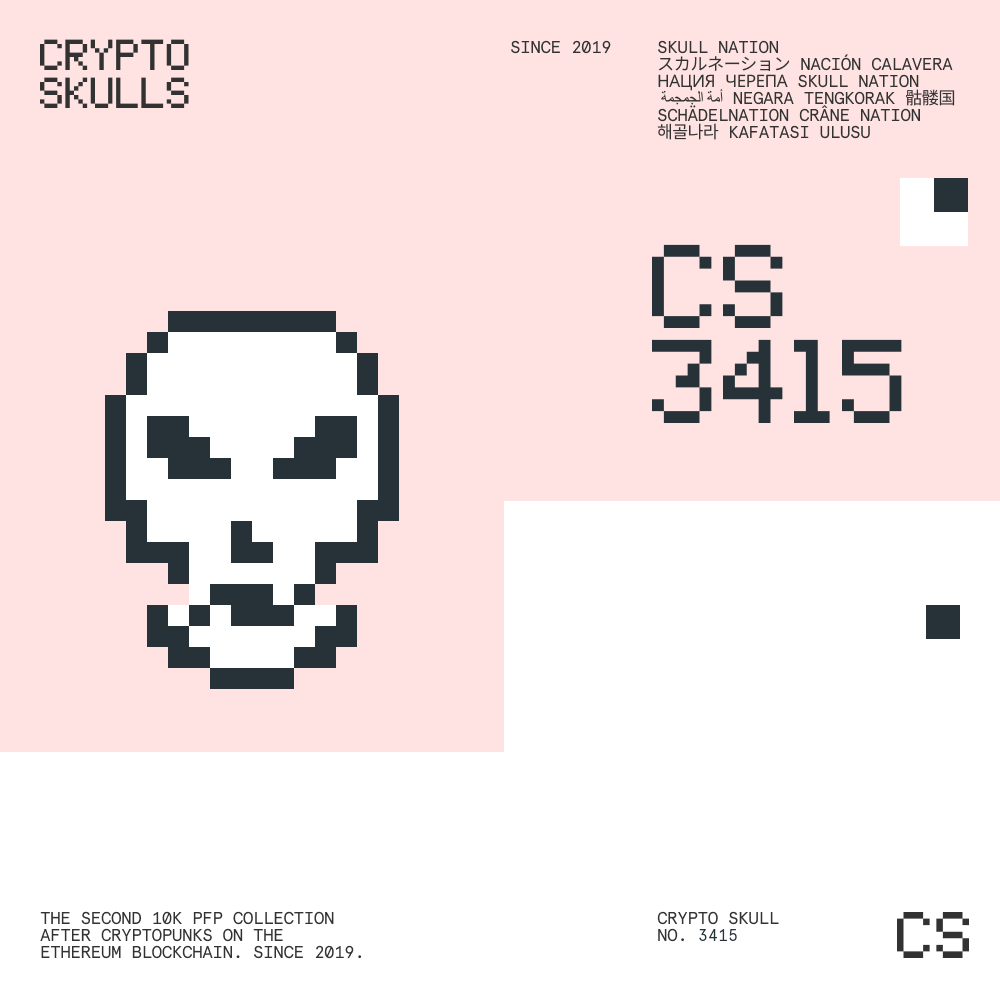 CRYPTO
SKULLS
SINCE 2019
SKULL NATION
スカルネーション NACIÓN CALAVERA
НАЦИЯ ЧЕРЕПА SKULL NATION
أمة الجمجمة NEGARA TENGKORAK 骷髅国
SCHÄDELNATION CRÂNE NATION
해골나라 KAFATASI ULUSU
CS
3415
THE SECOND 10K PFP COLLECTION
AFTER CRYPTOPUNKS ON THE
ETHEREUM BLOCKCHAIN. SINCE 2019.
CRYPTO SKULL
NO. 3415
CS